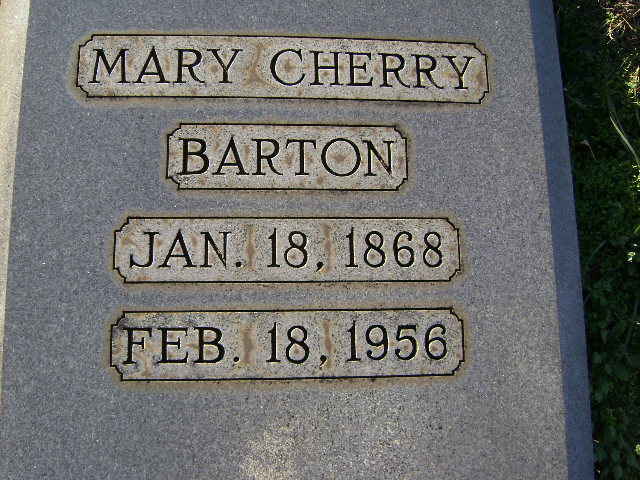 MARY CHERRY
BARTON
JAN. 18, 1868
FEB. 18, 1956